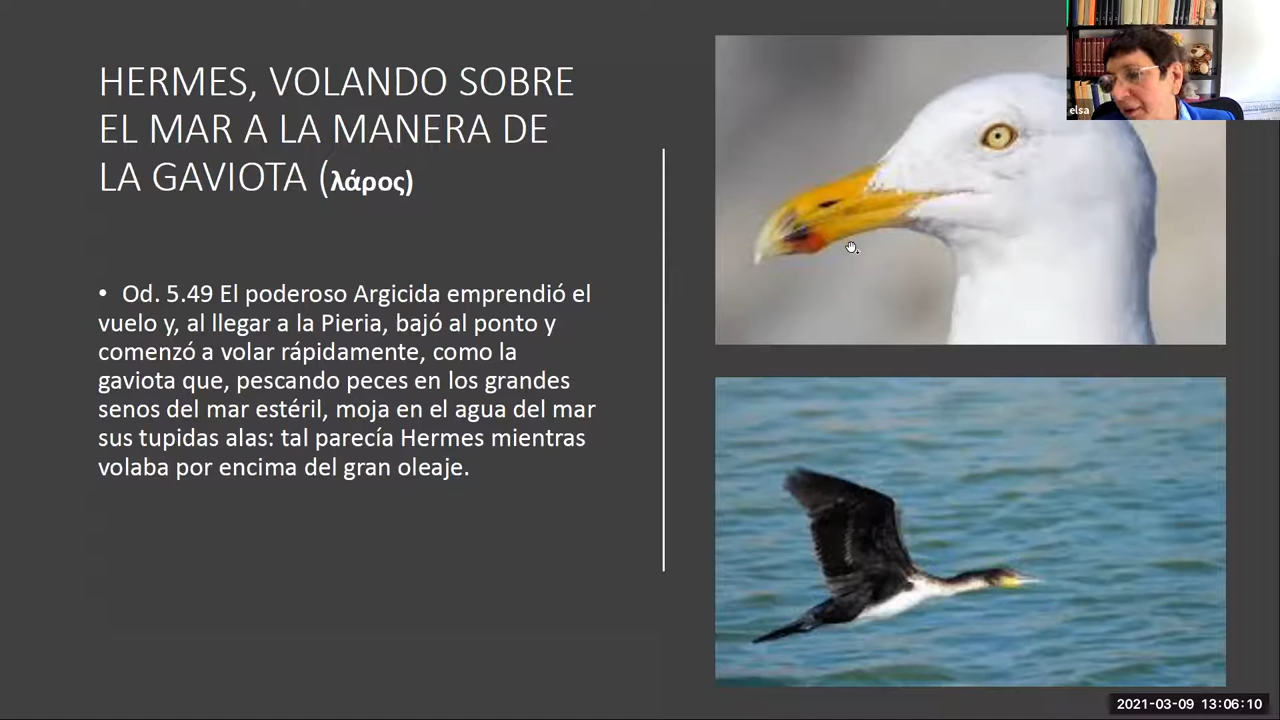 HERMES, VOLANDO SOBRE
EL MAR A LA MANERA DE
LA GAVIOTA (λάρος)
• Od. 5.49 El poderoso Argicida emprendió el
vuelo y, al llegar a la Pieria, bajó al ponto y
comenzó a volar rápidamente, como la
gaviota que, pescando peces en los grandes
senos del mar estéril, moja en el agua del mar
sus tupidas alas: tal parecía Hermes mientras
volaba por encima del gran oleaje.
elsa
2021-03-09 13:06:10